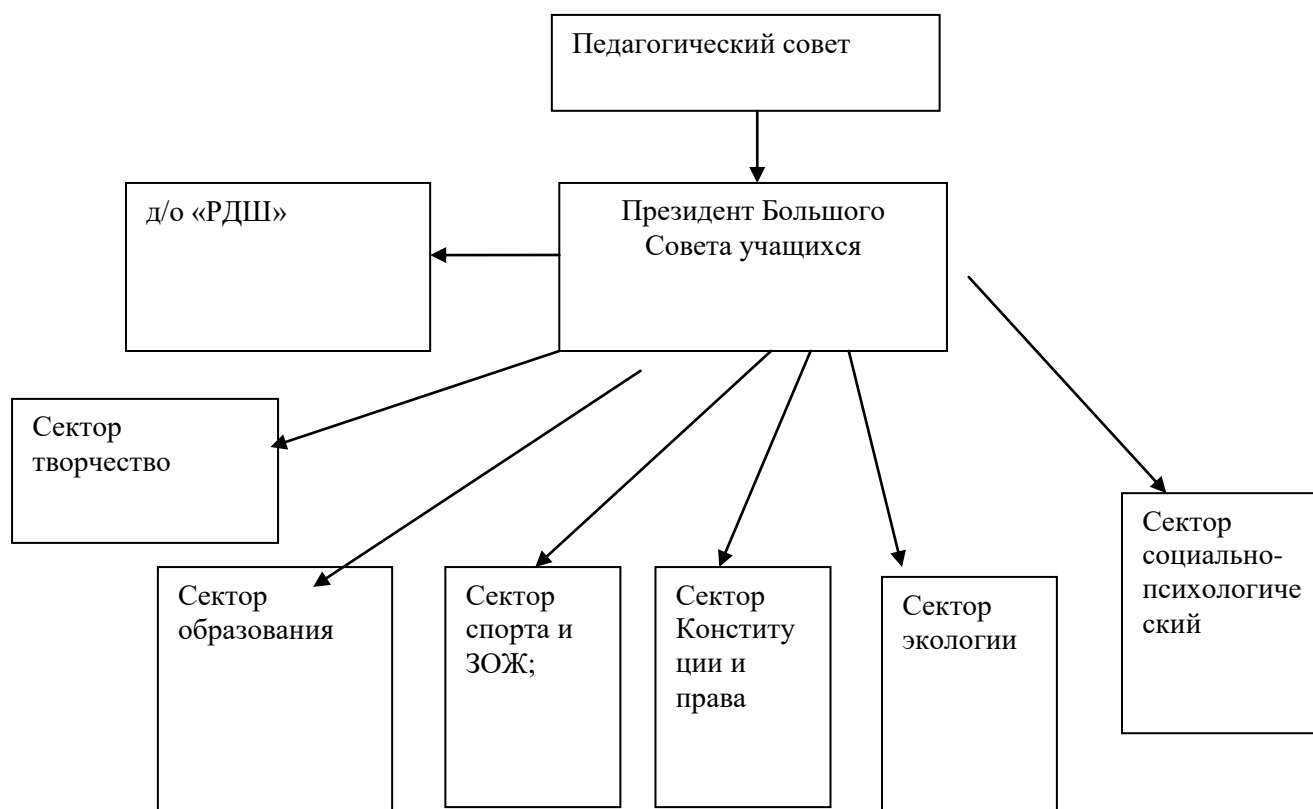 Педагогический совет
д/о «РДШ»
Президент Большого
Совета учащихся
Сектор
творчество
Сектор
образования
Сектор
спорта и
ЗОЖ;
Сектор
Конститу
ции и
права
Сектор
экологии
Сектор
социально-
психологиче
ский